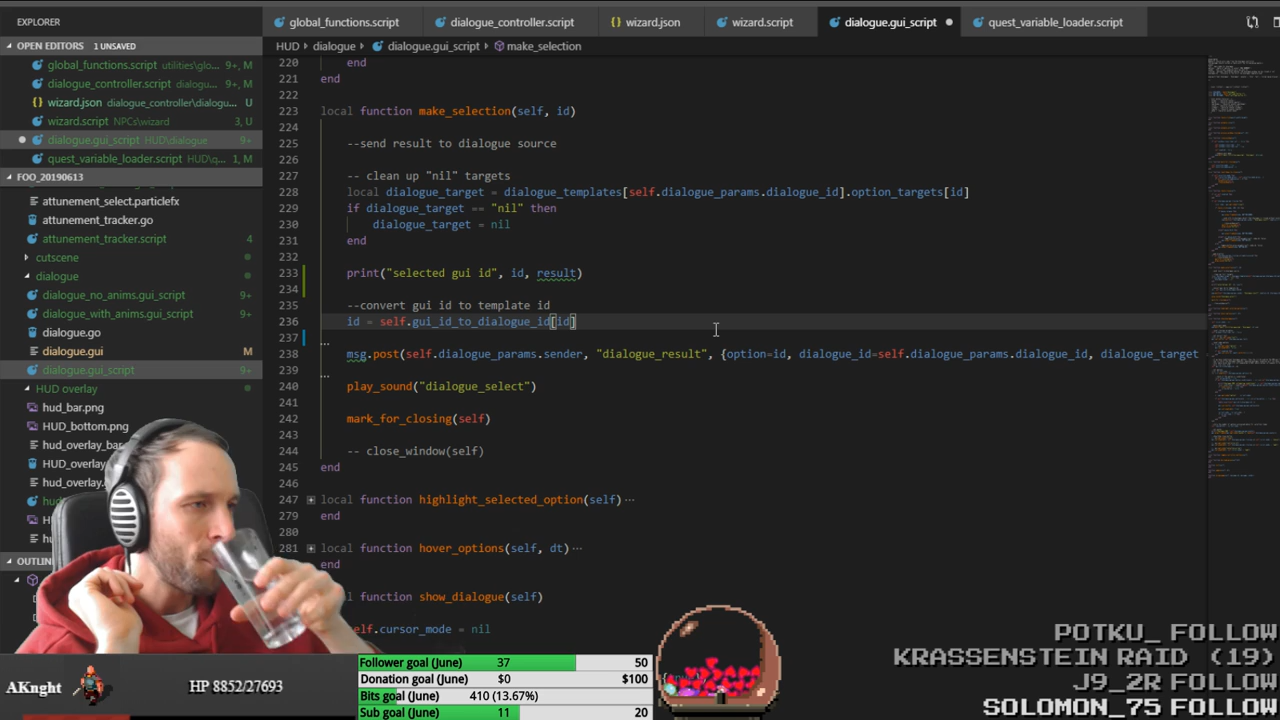 EXPLORER
global_functions.script
dialogue_controller.script
wizard.json
wizard.script
dialogue.gui_script
quest_variable_loader.script
OPEN EDITORS 1 UNSAVED
HUD dialogue dialogue.gui_script make_selection
global_functions.script utilities\glo... 9+, M
dialogue_controller.script dialogu... 9+, M
wizard.json dialogue_controller\dialogu... U
wizard.script NPCs\wizard 3, U
dialogue.gui_script HUD\dialogue 9+
quest_variable_loader.script HUD\q... 1, M
FOO_20190613
attunement_select.particlefx
attunement_tracker.go
attunement_tracker.script 4
cutscene
dialogue
dialogue_no_anims.gui_script 9+
dialogue_with_anims.gui_script 9+
dialogue.go
dialogue.gui M
dialogue.gui_script 9+
HUD overlay
hud_bar.png
HUD_bottom.png
hud_overlay_bar
HUD_overlay
hud_overlay.
OUTLIN
220 end
221 end
222
223 local function make_selection(self, id)
224
225 --send result to dialogue source
226
227 -- clean up "nil" targets
228 local dialogue_target = dialogue_templates[self.dialogue_params.dialogue_id].option_targets[id]
229 if dialogue_target == "nil" then
230 dialogue_target = nil
231 end
232
233 print("selected gui id", id, result)
234
235 --convert gui id to template id
236 id = self.gui_id_to_dialogue_id[id]
237
238 msg.post(self.dialogue_params.sender, "dialogue_result", {option=id, dialogue_id=self.dialogue_params.dialogue_id, dialogue_target
239
240 play_sound("dialogue_select")
241
242 mark_for_closing(self)
243
244 --close_window(self)
245 end
246
247 local function highlight_selected_option(self) ...
279 end
280
281 local function hover_options(self, dt) ...
end
function show_dialogue(self)
self.cursor_mode = nil
POTKU_ FOLLOW
KRASSENSTEIN RAID (19)
J9_XR FOLLOW
SOLOMON_75 FOLLOW
AKnght
HP 8852/27693
Follower goal (June) 37 50
Donation goal (June) $0 $100
Bits goal (June) 410 (13.67%)
Sub goal (June) 11 20